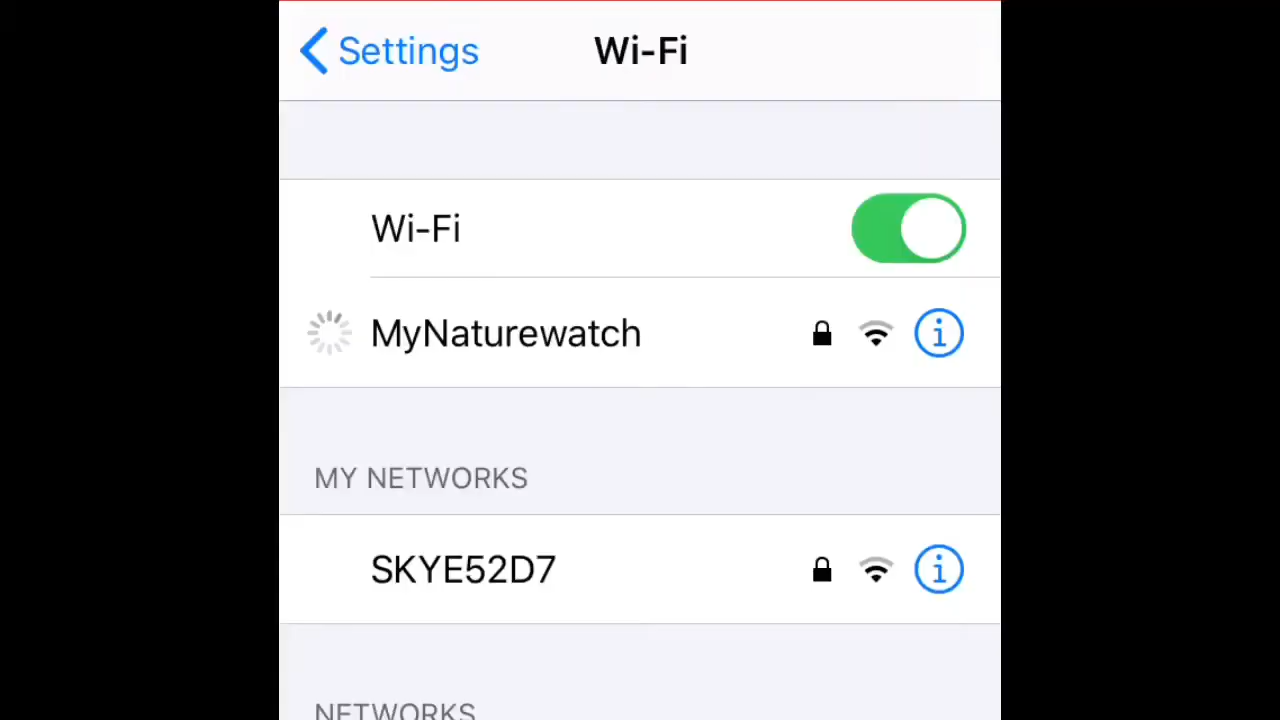 Settings
Wi-Fi
Wi-Fi
MyNaturewatch
MY NETWORKS
SKYE52D7
NETWORKS